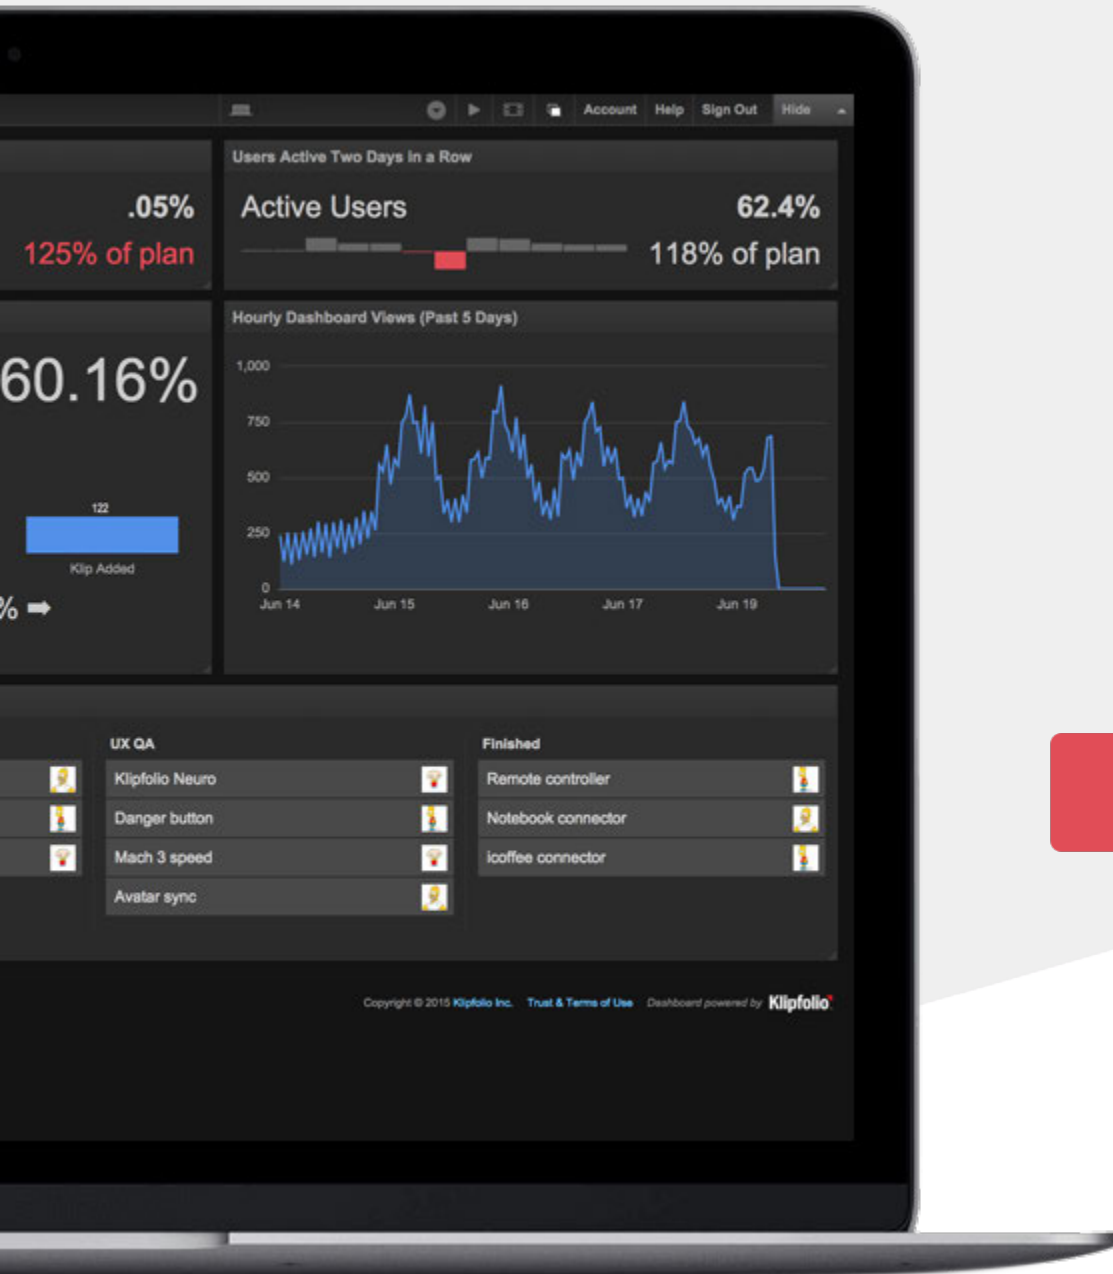 Account Help Sign Out Hide
.05%
125% of plan
Users Active Two Days in a Row
Active Users 62.4%
118% of plan
60.16%
122
Klip Added
% ➡
Hourly Dashboard Views (Past 5 Days)
1,000
750
500
250
0
Jun 14 Jun 15 Jun 16 Jun 17 Jun 19
UX QA
Klipfolio Neuro
Danger button
Mach 3 speed
Avatar sync
Finished
Remote controller
Notebook connector
icoffee connector
Copyright © 2015 Klipfolio Inc. Trust & Terms of Use Dashboard powered by Klipfolio